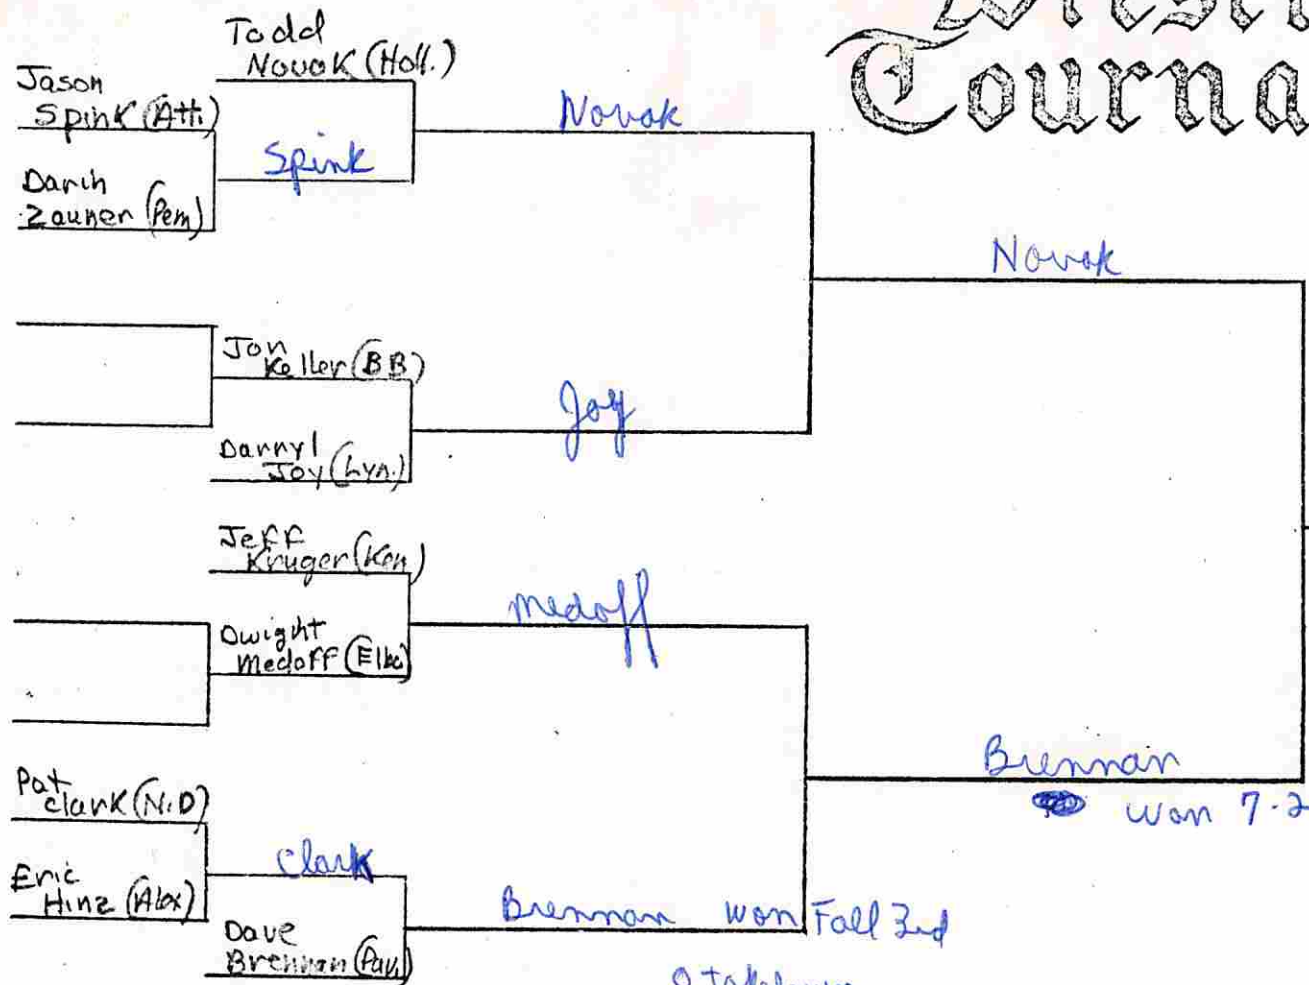 Tourna
Todd
Novak (Holl.)
Jason
Spink (Att.)
Novak
Spink
Darin
Zauner (Pem)
Novak
Jon
Keller (BB)
Joy
Darryl
Joy (Lyn.)
Jeff
Kruger (Ken)
Medoff
Dwight
Medoff (Elba)
Brennan
Won 7-2
Pat
Clark (N.D)
Clark
Eric
Hinz (Alex)
Brennan won Fall 3rd
Dave
Brennan (Pav.)